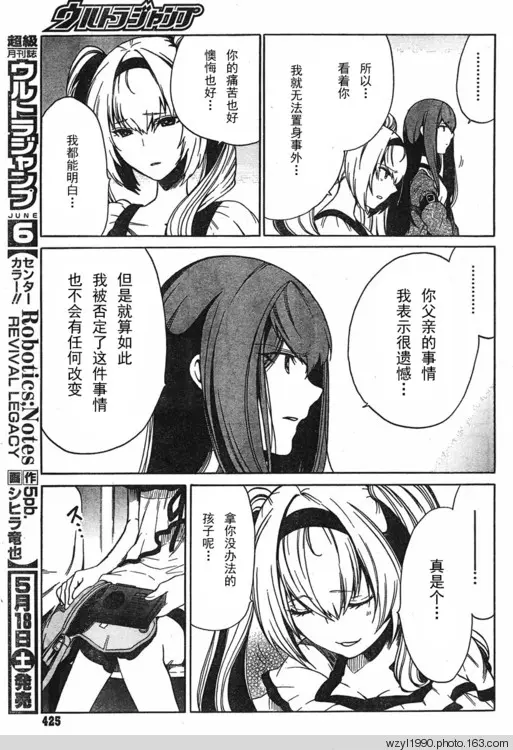 ウルトラジャンプ
…………
所以…
看着你
我就无法置身事外…
你的痛苦也好
懊悔也好…
我都能明白…
你父亲的事情
我表示很遗憾…
但是就算如此
我被否定了这件事情
也不会有任何改变
真是个…
拿你没办法的
孩子呢…
超級
月刊誌
ウルトラジャンプ
JUNE
6
センター
カラー!!
Robotics;Notes
REVIVAL LEGACY
作 5pb.
画 シヒラ竜也
5月18日土発売
425
wzyl1990.photo.163.com